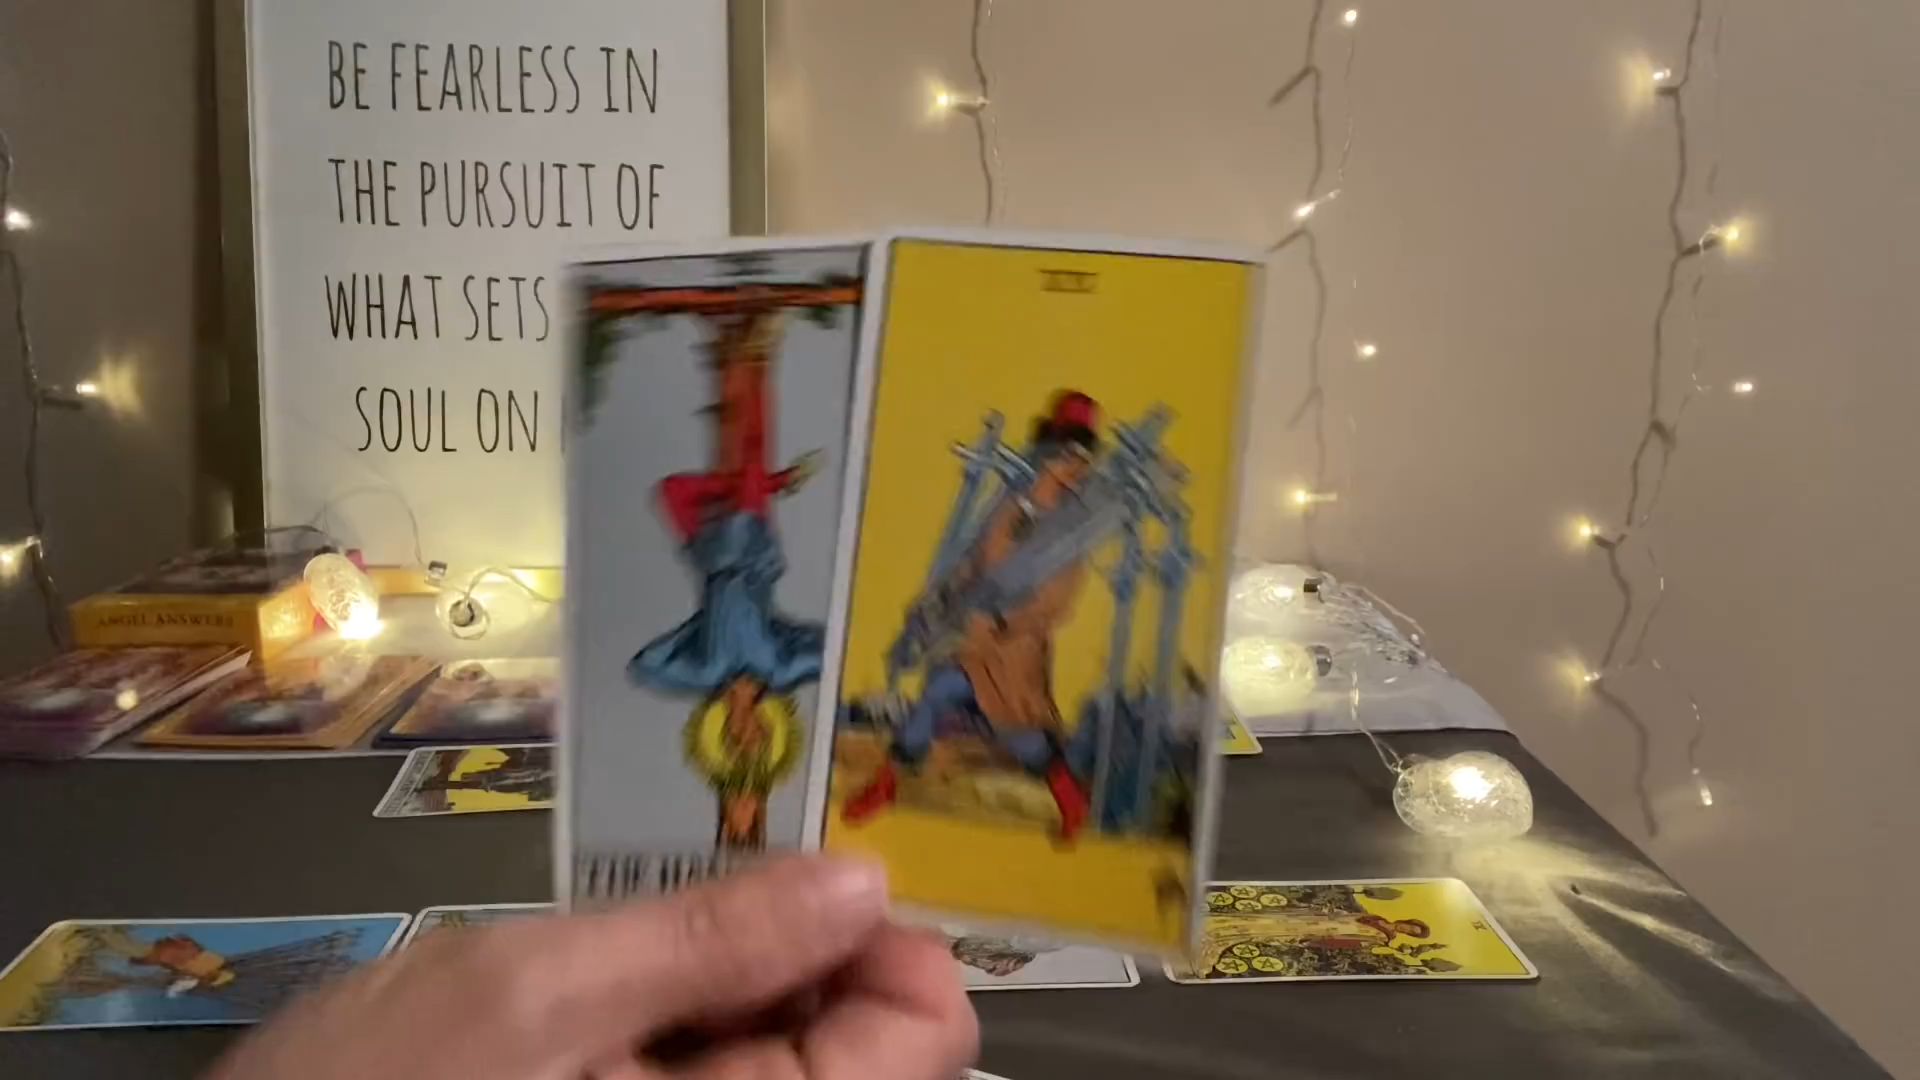 BE FEARLESS IN
THE PURSUIT OF
WHAT SETS
SOUL ON
ANGEL ANSWERS